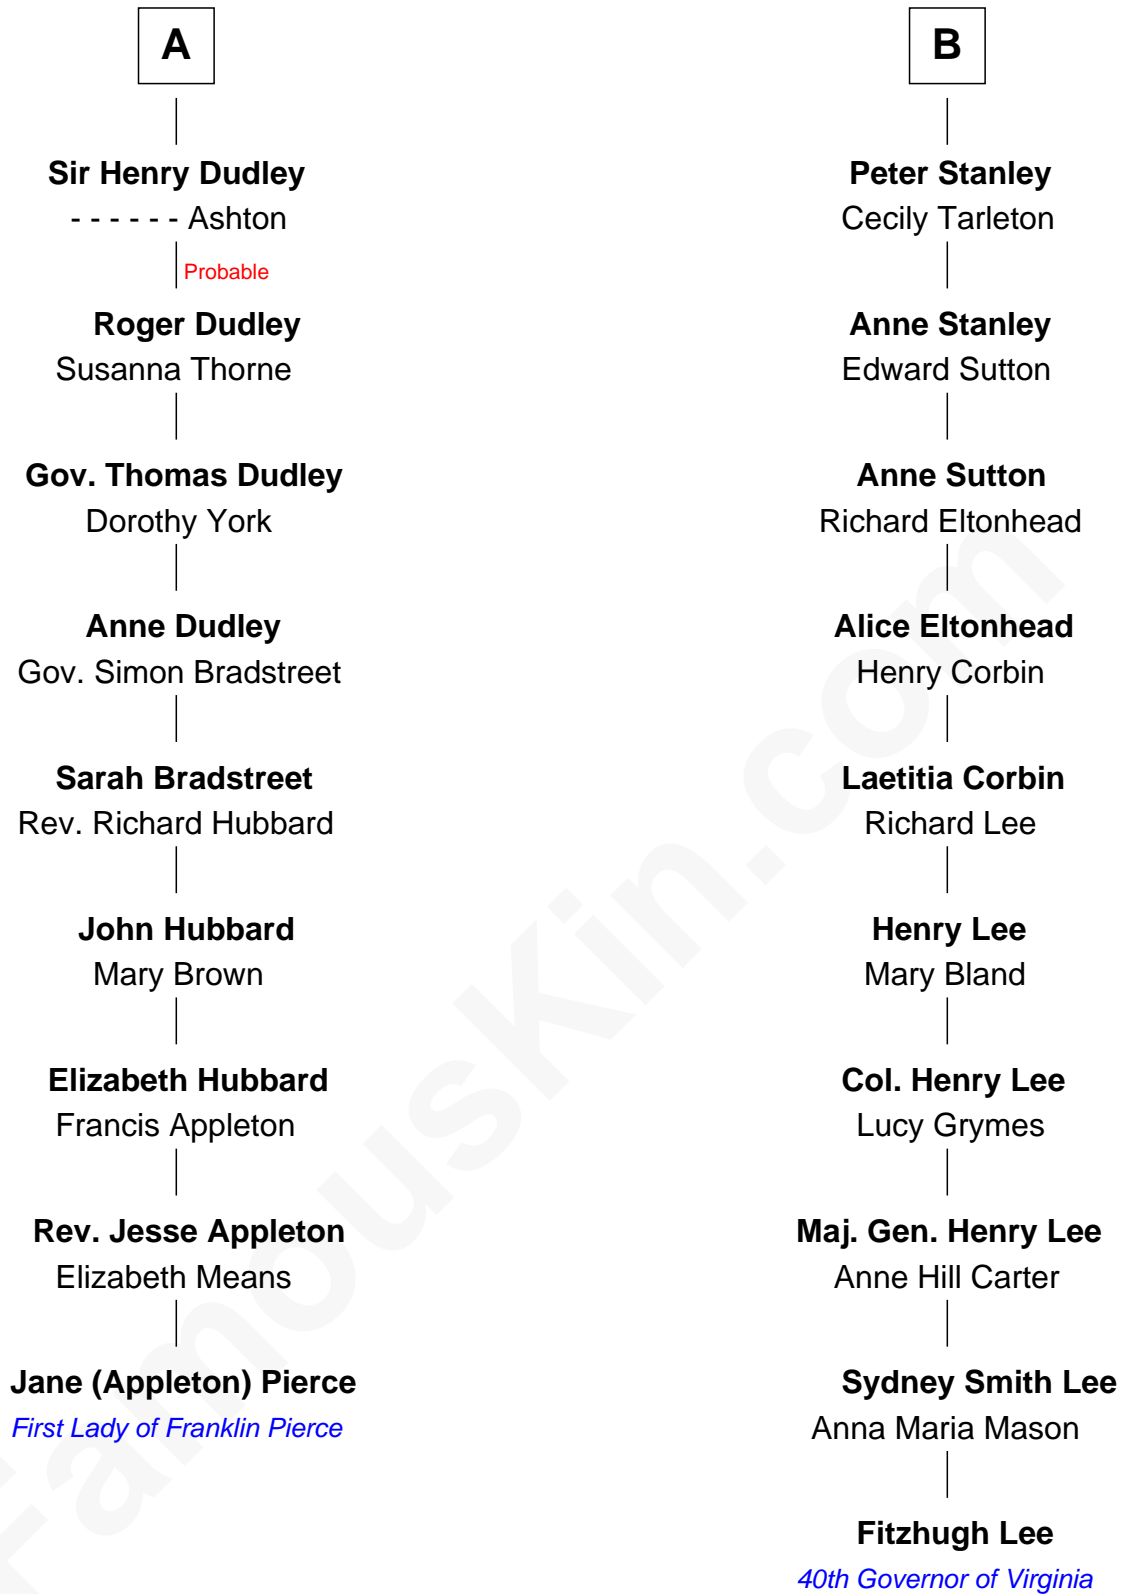 A
Sir Henry Dudley
- - - - - - Ashton
Probable
Roger Dudley
Susanna Thorne
Gov. Thomas Dudley
Dorothy York
Anne Dudley
Gov. Simon Bradstreet
Sarah Bradstreet
Rev. Richard Hubbard
John Hubbard
Mary Brown
Elizabeth Hubbard
Francis Appleton
Rev. Jesse Appleton
Elizabeth Means
Jane (Appleton) Pierce
First Lady of Franklin Pierce
B
Peter Stanley
Cecily Tarleton
Anne Stanley
Edward Sutton
Anne Sutton
Richard Eltonhead
Alice Eltonhead
Henry Corbin
Laetitia Corbin
Richard Lee
Henry Lee
Mary Bland
Col. Henry Lee
Lucy Grymes
Maj. Gen. Henry Lee
Anne Hill Carter
Sydney Smith Lee
Anna Maria Mason
Fitzhugh Lee
40th Governor of Virginia
FamousKin.com